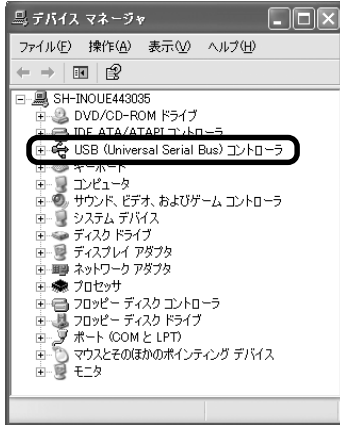 デバイス マネージャ
ファイル(F) 操作(A) 表示(V) ヘルプ(H)
SH-INOUE443035
DVD/CD-ROM ドライブ
IDE ATA/ATAPI コントローラ
USB (Universal Serial Bus) コントローラ
キーボード
コンピュータ
サウンド、ビデオ、およびゲーム コントローラ
システム デバイス
ディスク ドライブ
ディスプレイ アダプタ
ネットワーク アダプタ
プロセッサ
フロッピー ディスク コントローラ
フロッピー ディスク ドライブ
ポート (COM と LPT)
マウスとそのほかのポインティング デバイス
モニタ